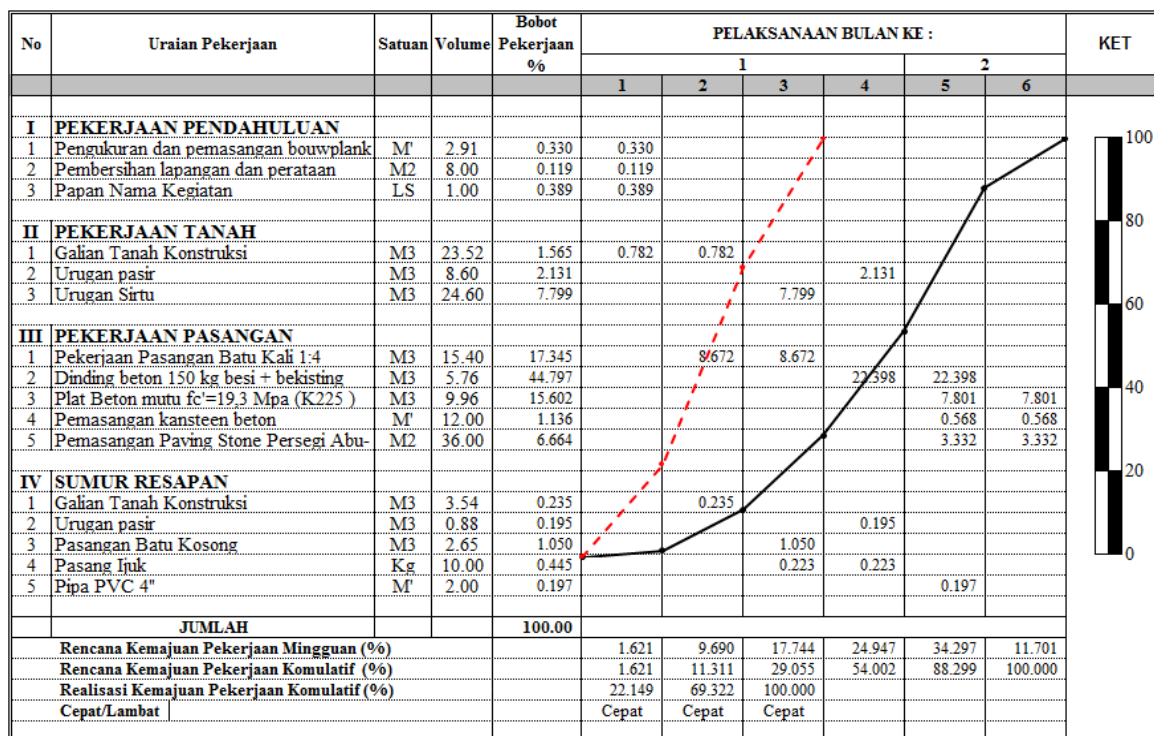 No Uraian Pekerjaan Satuan Volume Bobot Pekerjaan % PELAKSANAAN BULAN KE : KET
1 2
1 2 3 4 5 6
I PEKERJAAN PENDAHULUAN
1 Pengukuran dan pemasangan bouwplank M' 2.91 0.330 0.330
2 Pembersihan lapangan dan perataan M2 8.00 0.119 0.119
3 Papan Nama Kegiatan LS 1.00 0.389 0.389
II PEKERJAAN TANAH
1 Galian Tanah Konstruksi M3 23.52 1.565 0.782 0.782
2 Urugan pasir M3 8.60 2.131 2.131
3 Urugan Sirtu M3 24.60 7.799 7.799
III PEKERJAAN PASANGAN
1 Pekerjaan Pasangan Batu Kali 1:4 M3 15.40 17.345 8.672 8.672
2 Dinding beton 150 kg besi + bekisting M3 5.76 44.797 22.398 22.398
3 Plat Beton mutu fc'=19,3 Mpa (K225 ) M3 9.96 15.602 7.801 7.801
4 Pemasangan kansteen beton M' 12.00 1.136 0.568 0.568
5 Pemasangan Paving Stone Persegi Abu- M2 36.00 6.664 3.332 3.332
IV SUMUR RESAPAN
1 Galian Tanah Konstruksi M3 3.54 0.235 0.235
2 Urugan pasir M3 0.88 0.195 0.195
3 Pasangan Batu Kosong M3 2.65 1.050 1.050
4 Pasang Ijuk Kg 10.00 0.445 0.223 0.223
5 Pipa PVC 4" M' 2.00 0.197 0.197
JUMLAH 100.00
Rencana Kemajuan Pekerjaan Mingguan (%) 1.621 9.690 17.744 24.947 34.297 11.701
Rencana Kemajuan Pekerjaan Komulatif (%) 1.621 11.311 29.055 54.002 88.299 100.000
Realisasi Kemajuan Pekerjaan Komulatif (%) 22.149 69.322 100.000
Cepat/Lambat Cepat Cepat Cepat
100
80
60
40
20
0